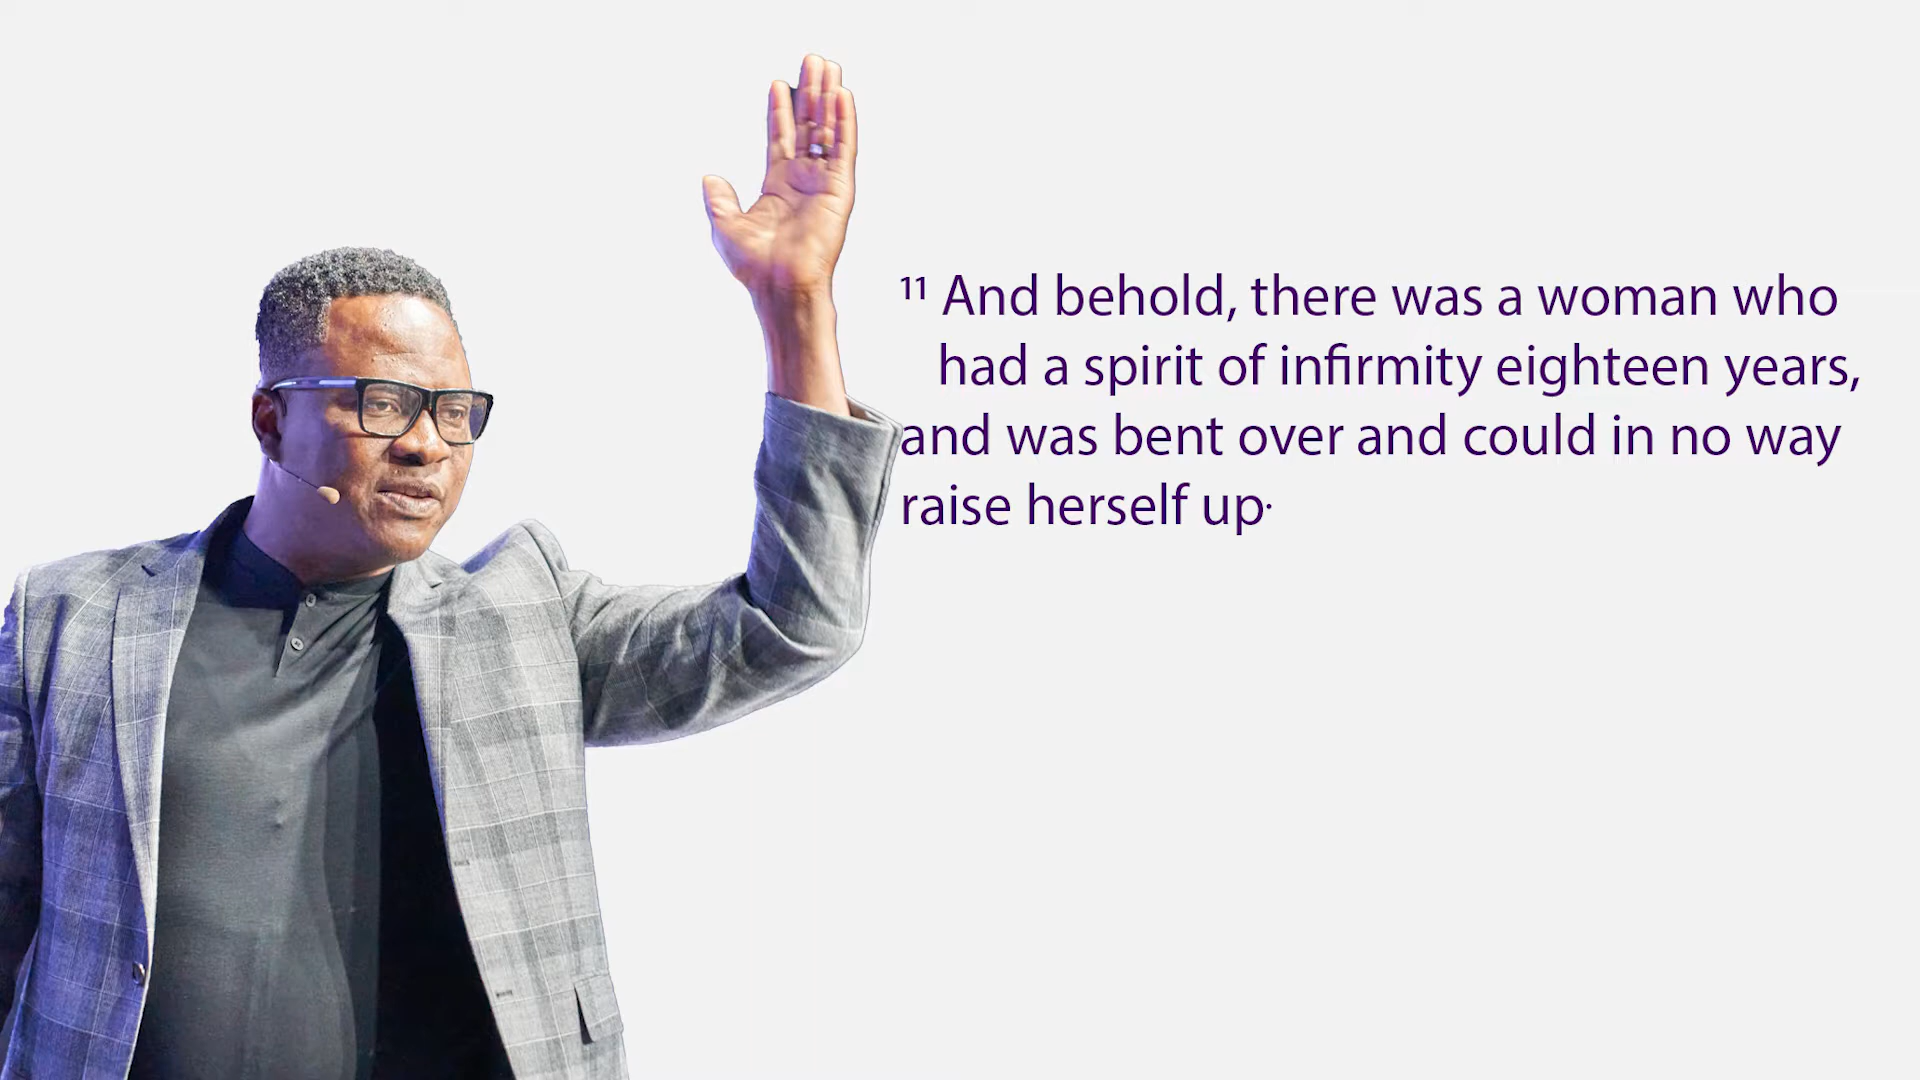 ¹¹ And behold, there was a woman who
had a spirit of infirmity eighteen years,
and was bent over and could in no way
raise herself up·